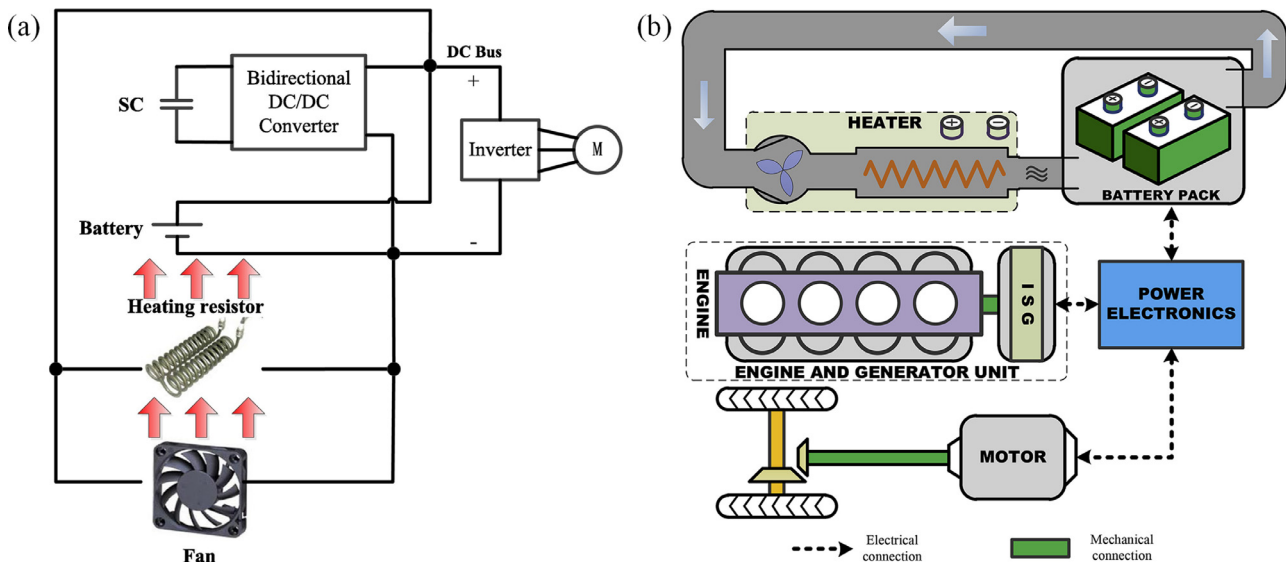 (a)
DC Bus
+
Bidirectional
DC/DC
Converter
SC
Inverter
M
Battery
-
Heating resistor
Fan
(b)
HEATER
+
-
-
+
-
+
BATTERY PACK
ENGINE
ISG
POWER
ELECTRONICS
ENGINE AND GENERATOR UNIT
MOTOR
Electrical
connection
Mechanical
connection